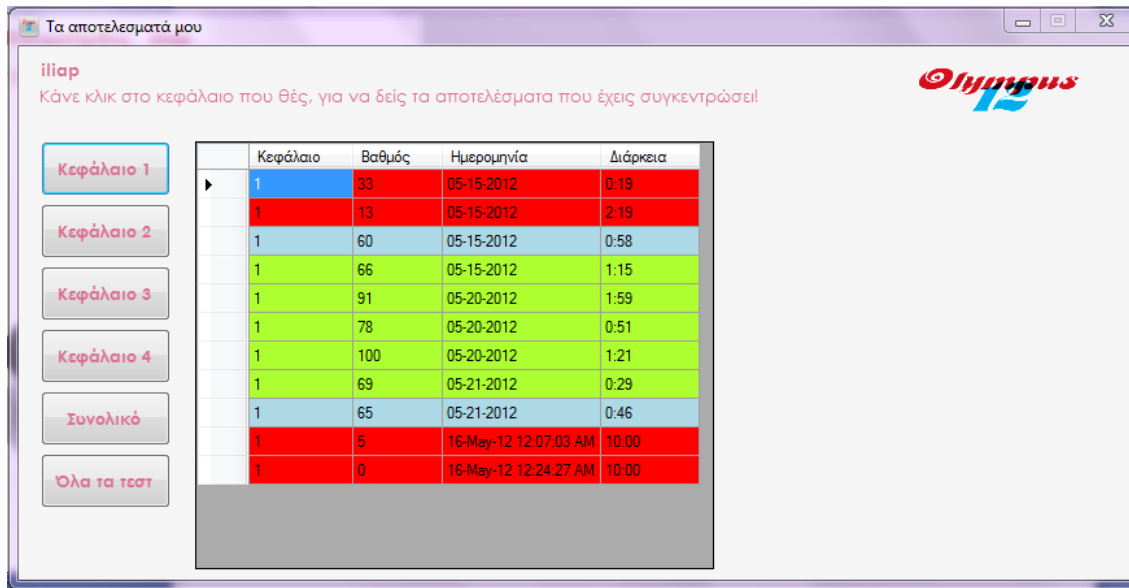 Τα αποτελεσματά μου
iliap
Κάνε κλικ στο κεφάλαιο που θές, για να δείς τα αποτελέσματα που έχεις συγκεντρώσει!
Olympus
12
Κεφάλαιο 1
Κεφάλαιο 2
Κεφάλαιο 3
Κεφάλαιο 4
Συνολικό
Όλα τα τεστ
Κεφάλαιο Βαθμός Ημερομηνία Διάρκεια
1 33 05-15-2012 0:19
1 13 05-15-2012 2:19
1 60 05-15-2012 0:58
1 66 05-15-2012 1:15
1 91 05-20-2012 1:59
1 78 05-20-2012 0:51
1 100 05-20-2012 1:21
1 69 05-21-2012 0:29
1 65 05-21-2012 0:46
1 5 16-May-12 12:07:03 AM 10:00
1 0 16-May-12 12:24:27 AM 10:00